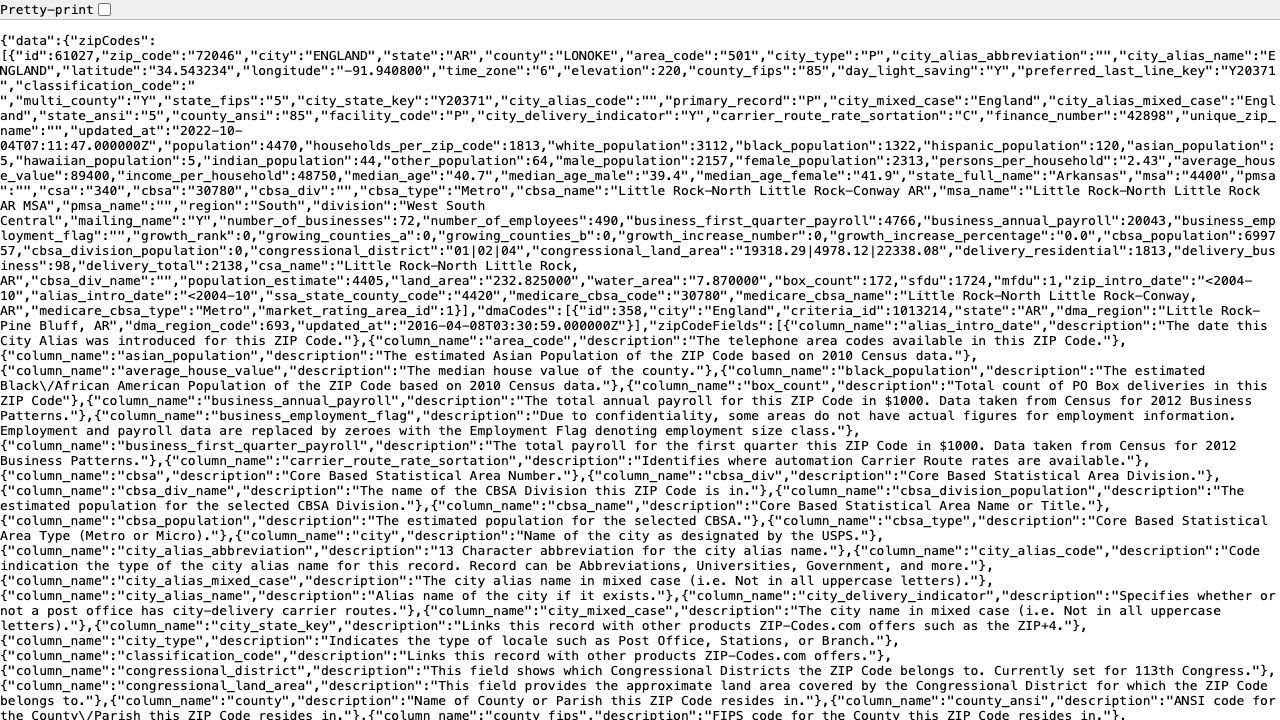 Pretty-print
{"data":{"zipCodes":
[{"id":61027,"zip_code":"72046","city":"ENGLAND","state":"AR","county":"LONOKE","area_code":"501","city_type":"P","city_alias_abbreviation":"","city_alias_name":"E
NGLAND","latitude":"34.543234","longitude":"-91.940800","time_zone":"6","elevation":220,"county_fips":"85","day_light_saving":"Y","preferred_last_line_key":"Y20371
","classification_code":"
","multi_county":"Y","state_fips":"5","city_state_key":"Y20371","city_alias_code":"","primary_record":"P","city_mixed_case":"England","city_alias_mixed_case":"Engl
and","state_ansi":"5","county_ansi":"85","facility_code":"P","city_delivery_indicator":"Y","carrier_route_rate_sortation":"C","finance_number":"42898","unique_zip_
name":"","updated_at":"2022-10-
04T07:11:47.000000Z","population":4470,"households_per_zip_code":1813,"white_population":3112,"black_population":1322,"hispanic_population":120,"asian_population":
5,"hawaiian_population":5,"indian_population":44,"other_population":64,"male_population":2157,"female_population":2313,"persons_per_household":"2.43","average_hous
e_value":89400,"income_per_household":48750,"median_age":"40.7","median_age_male":"39.4","median_age_female":"41.9","state_full_name":"Arkansas","msa":"4400","pmsa
":"","csa":"340","cbsa":"30780","cbsa_div":"","cbsa_type":"Metro","cbsa_name":"Little Rock-North Little Rock-Conway AR","msa_name":"Little Rock-North Little Rock
AR MSA","pmsa_name":"","region":"South","division":"West South
Central","mailing_name":"Y","number_of_businesses":72,"number_of_employees":490,"business_first_quarter_payroll":4766,"business_annual_payroll":20043,"business_emp
loyment_flag":"","growth_rank":0,"growing_counties_a":0,"growing_counties_b":0,"growth_increase_number":0,"growth_increase_percentage":"0.0","cbsa_population":6997
57,"cbsa_division_population":0,"congressional_district":"01|02|04","congressional_land_area":"19318.29|4978.12|22338.08","delivery_residential":1813,"delivery_bus
iness":98,"delivery_total":2138,"csa_name":"Little Rock-North Little Rock,
AR","cbsa_div_name":"","population_estimate":4405,"land_area":"232.825000","water_area":"7.870000","box_count":172,"sfdu":1724,"mfdu":1,"zip_intro_date":"<2004-
10","alias_intro_date":"<2004-10","ssa_state_county_code":"4420","medicare_cbsa_code":"30780","medicare_cbsa_name":"Little Rock-North Little Rock-Conway,
AR","medicare_cbsa_type":"Metro","market_rating_area_id":1}],"dmaCodes":[{"id":358,"city":"England","criteria_id":1013214,"state":"AR","dma_region":"Little Rock-
Pine Bluff, AR","dma_region_code":693,"updated_at":"2016-04-08T03:30:59.000000Z"}],"zipCodeFields":[{"column_name":"alias_intro_date","description":"The date this
City Alias was introduced for this ZIP Code."},{"column_name":"area_code","description":"The telephone area codes available in this ZIP Code."},
{"column_name":"asian_population","description":"The estimated Asian Population of the ZIP Code based on 2010 Census data."},
{"column_name":"average_house_value","description":"The median house value of the county."},{"column_name":"black_population","description":"The estimated
Black\/African American Population of the ZIP Code based on 2010 Census data."},{"column_name":"box_count","description":"Total count of PO Box deliveries in this
ZIP Code"},{"column_name":"business_annual_payroll","description":"The total annual payroll for this ZIP Code in $1000. Data taken from Census for 2012 Business
Patterns."},{"column_name":"business_employment_flag","description":"Due to confidentiality, some areas do not have actual figures for employment information.
Employment and payroll data are replaced by zeroes with the Employment Flag denoting employment size class."},
{"column_name":"business_first_quarter_payroll","description":"The total payroll for the first quarter this ZIP Code in $1000. Data taken from Census for 2012
Business Patterns."},{"column_name":"carrier_route_rate_sortation","description":"Identifies where automation Carrier Route rates are available."},
{"column_name":"cbsa","description":"Core Based Statistical Area Number."},{"column_name":"cbsa_div","description":"Core Based Statistical Area Division."},
{"column_name":"cbsa_div_name","description":"The name of the CBSA Division this ZIP Code is in."},{"column_name":"cbsa_division_population","description":"The
estimated population for the selected CBSA Division."},{"column_name":"cbsa_name","description":"Core Based Statistical Area Name or Title."},
{"column_name":"cbsa_population","description":"The estimated population for the selected CBSA."},{"column_name":"cbsa_type","description":"Core Based Statistical
Area Type (Metro or Micro)."},{"column_name":"city","description":"Name of the city as designated by the USPS."},
{"column_name":"city_alias_abbreviation","description":"13 Character abbreviation for the city alias name."},{"column_name":"city_alias_code","description":"Code
indication the type of the city alias name for this record. Record can be Abbreviations, Universities, Government, and more."},
{"column_name":"city_alias_mixed_case","description":"The city alias name in mixed case (i.e. Not in all uppercase letters)."},
{"column_name":"city_alias_name","description":"Alias name of the city if it exists."},{"column_name":"city_delivery_indicator","description":"Specifies whether or
not a post office has city-delivery carrier routes."},{"column_name":"city_mixed_case","description":"The city name in mixed case (i.e. Not in all uppercase
letters)."},{"column_name":"city_state_key","description":"Links this record with other products ZIP-Codes.com offers such as the ZIP+4."},
{"column_name":"city_type","description":"Indicates the type of locale such as Post Office, Stations, or Branch."},
{"column_name":"classification_code","description":"Links this record with other products ZIP-Codes.com offers."},
{"column_name":"congressional_district","description":"This field shows which Congressional Districts the ZIP Code belongs to. Currently set for 113th Congress."},
{"column_name":"congressional_land_area","description":"This field provides the approximate land area covered by the Congressional District for which the ZIP Code
belongs to."},{"column_name":"county","description":"Name of County or Parish this ZIP Code resides in."},{"column_name":"county_ansi","description":"ANSI code for
the County\/Parish this ZIP Code resides in."},{"column_name":"county_fips","description":"FIPS code for the County this ZIP Code resides in."},